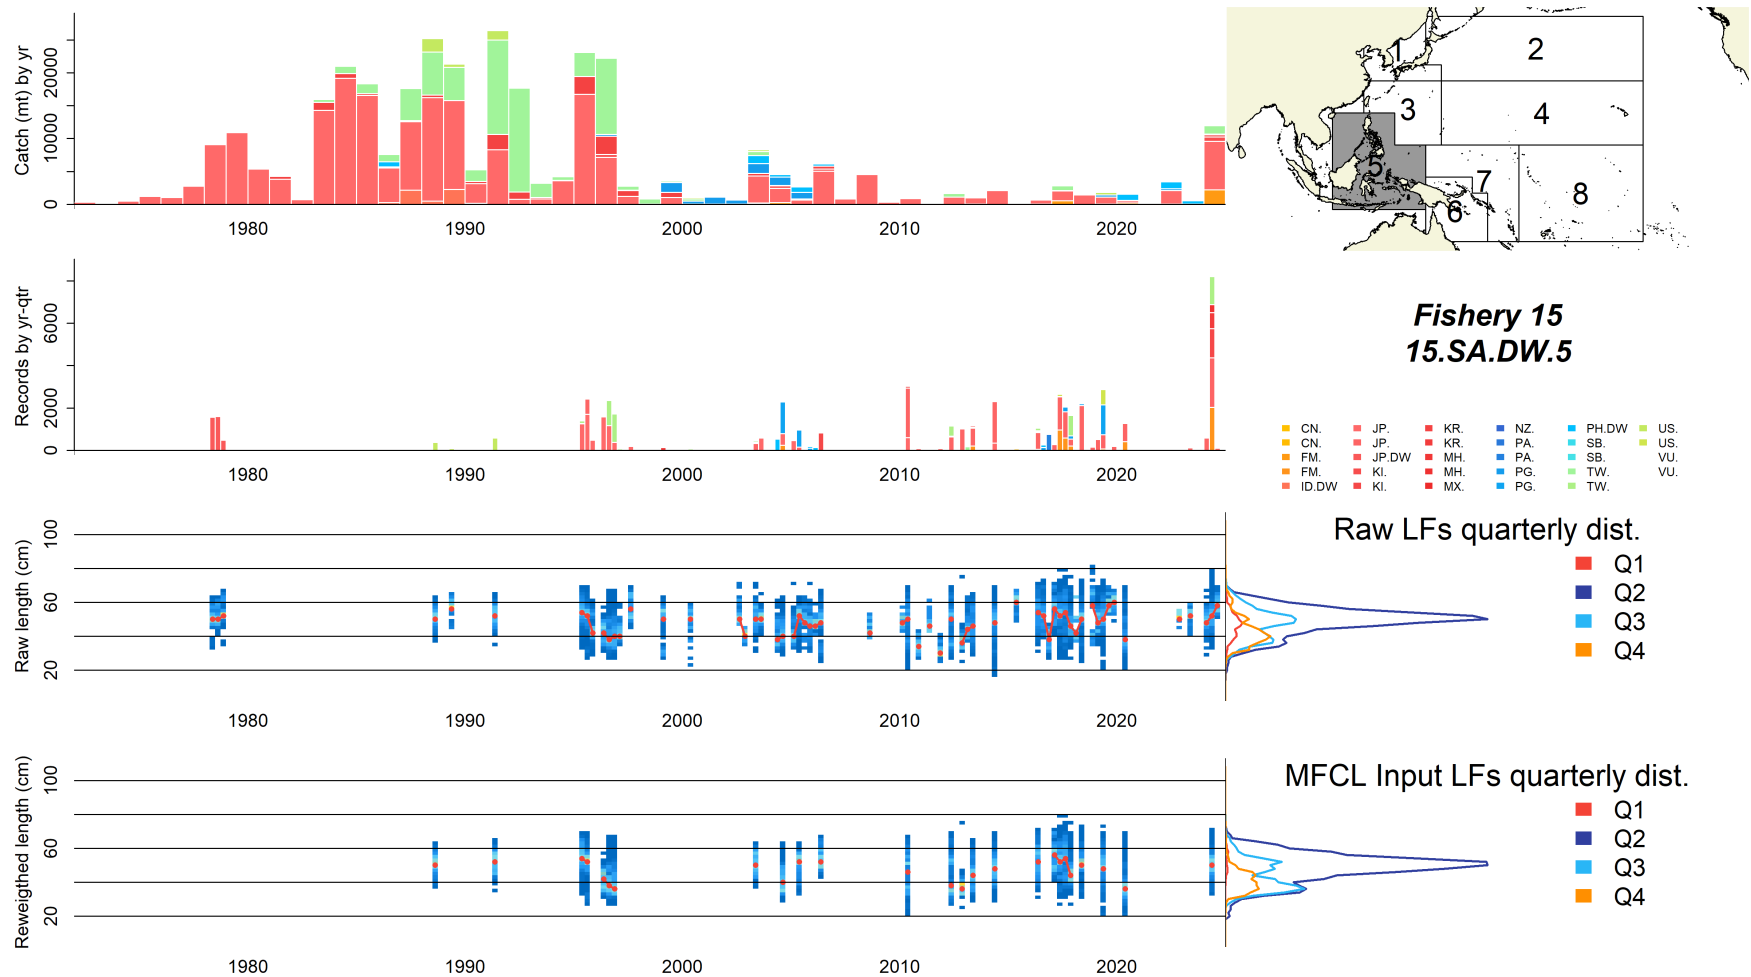 Catch (mt) by yr
0
10000
20000
1980
1990
2000
2010
2020
1
2
3
4
5
6
7
8
Records by yr-qtr
0
2000
6000
1980
1990
2000
2010
2020
Fishery 15
15.SA.DW.5
CN. JP. KR. NZ. PH.DW US.
CN. JP. KR. PA. SB. US.
FM. JP.DW MH. PA. SB. VU.
FM. KI. MH. PG. TW. VU.
ID.DW KI. MX. PG. TW.
Raw length (cm)
20
60
100
1980
1990
2000
2010
2020
Raw LFs quarterly dist.
Q1
Q2
Q3
Q4
Reweigthed length (cm)
20
60
100
1980
1990
2000
2010
2020
MFCL Input LFs quarterly dist.
Q1
Q2
Q3
Q4